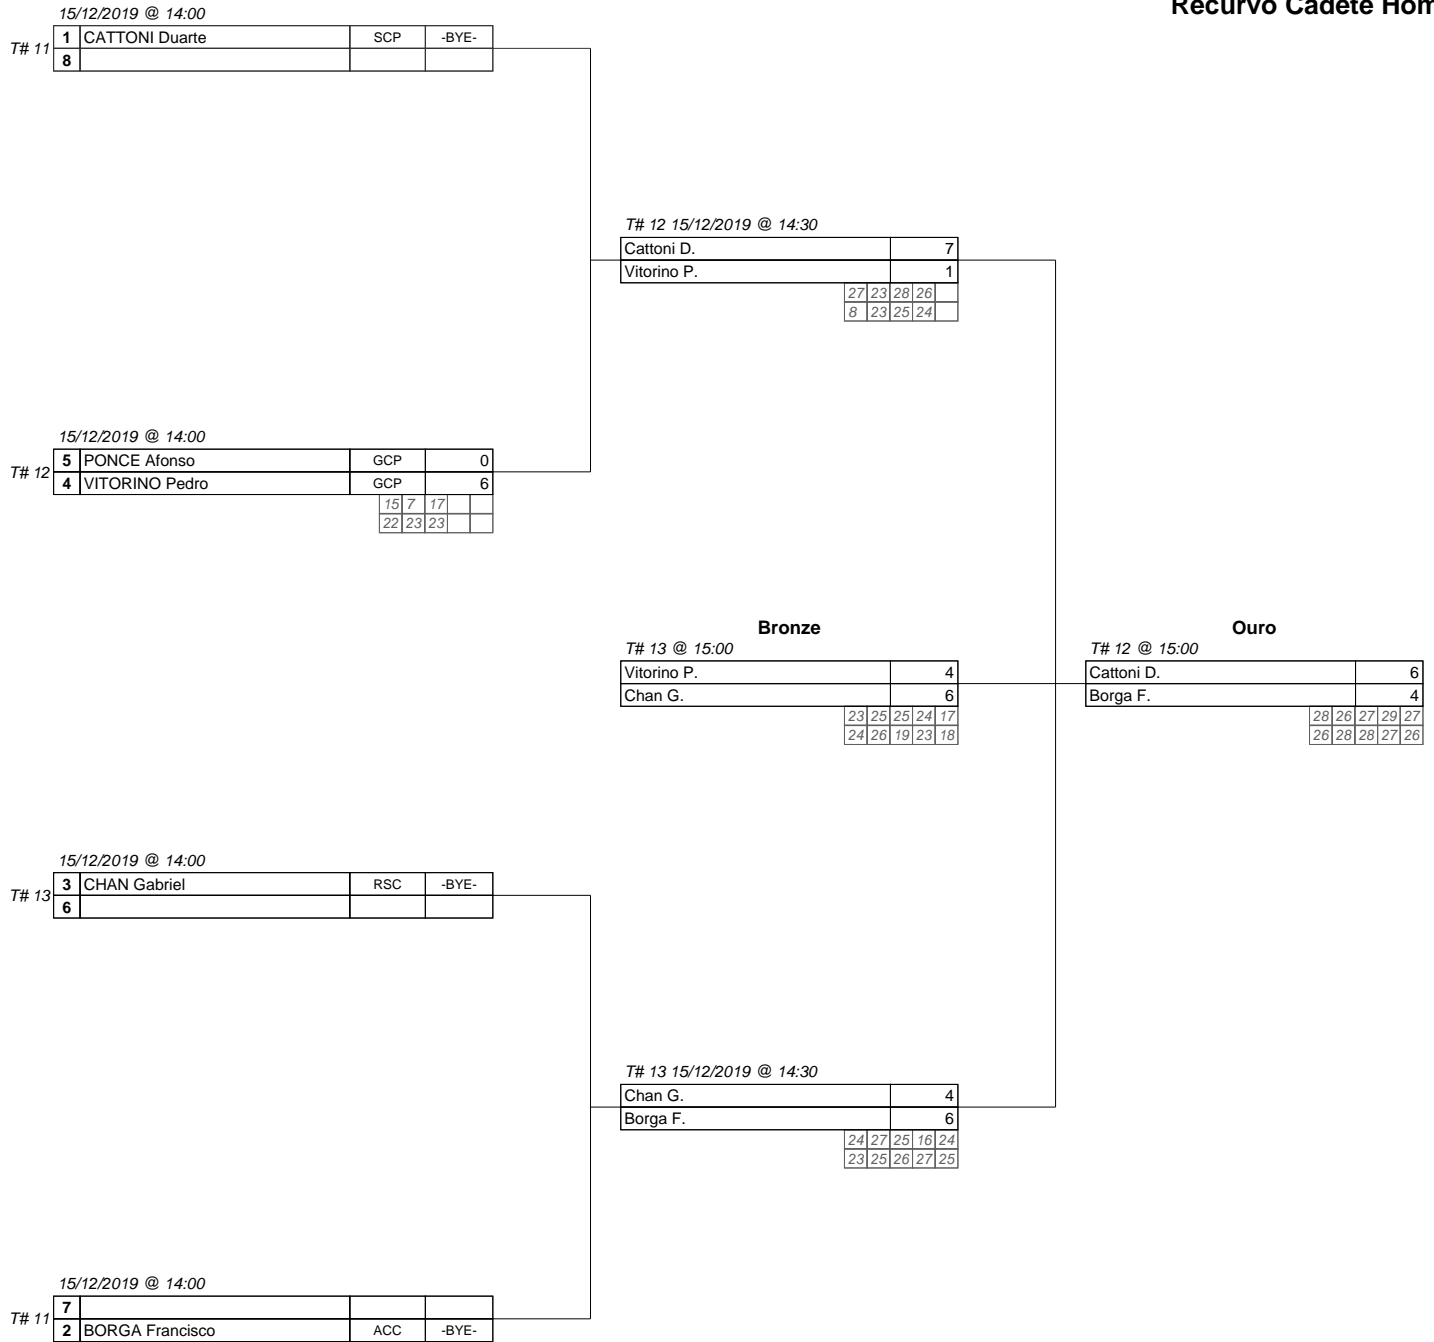 Recurvo Cadete
15/12/2019 @ 14:00
T# 11
1 CATTONI Duarte SCP -BYE-
8
T# 12 15/12/2019 @ 14:30
Cattoni D. 7
Vitorino P. 1
27 23 28 26
8 23 25 24
15/12/2019 @ 14:00
T# 12
5 PONCE Afonso GCP 0
4 VITORINO Pedro GCP 6
15 7 17
22 23 23
Bronze
T# 13 @ 15:00
Vitorino P. 4
Chan G. 6
23 25 25 24 17
24 26 19 23 18
Ouro
T# 12 @ 15:00
Cattoni D. 6
Borga F. 4
28 26 27 29 27
26 28 28 27 26
15/12/2019 @ 14:00
T# 13
3 CHAN Gabriel RSC -BYE-
6
T# 13 15/12/2019 @ 14:30
Chan G. 4
Borga F. 6
24 27 25 16 24
23 25 26 27 25
15/12/2019 @ 14:00
T# 11
7
2 BORGA Francisco ACC -BYE-